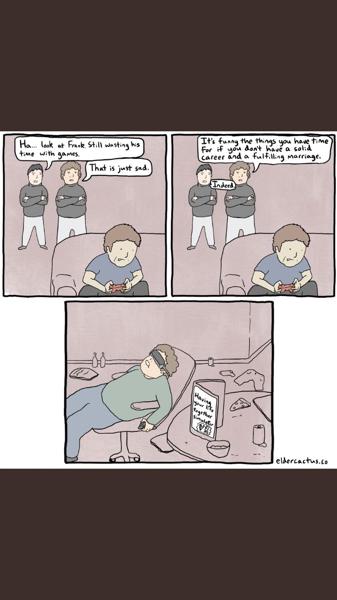 Ha... look at Frank. Still wasting his
time with games.
That is just sad.
It's funny the things you have time
for if you don't have a solid
career and a fulfilling marriage.
Indeed
Having
your life
together
simulator
eldercactus.co